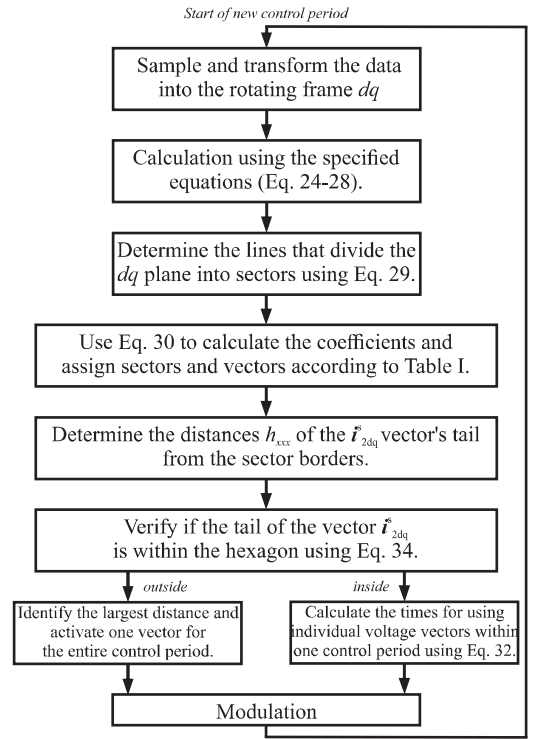 Start of new control period
Sample and transform the data
into the rotating frame dq
Calculation using the specified
equations (Eq. 24-28).
Determine the lines that divide the
dq plane into sectors using Eq. 29.
Use Eq. 30 to calculate the coefficients and
assign sectors and vectors according to Table I.
Determine the distances hxxx of the i^s_2dq vector's tail
from the sector borders.
Verify if the tail of the vector i^s_2dq
is within the hexagon using Eq. 34.
outside
inside
Identify the largest distance and
activate one vector for
the entire control period.
Calculate the times for using
individual voltage vectors within
one control period using Eq. 32.
Modulation